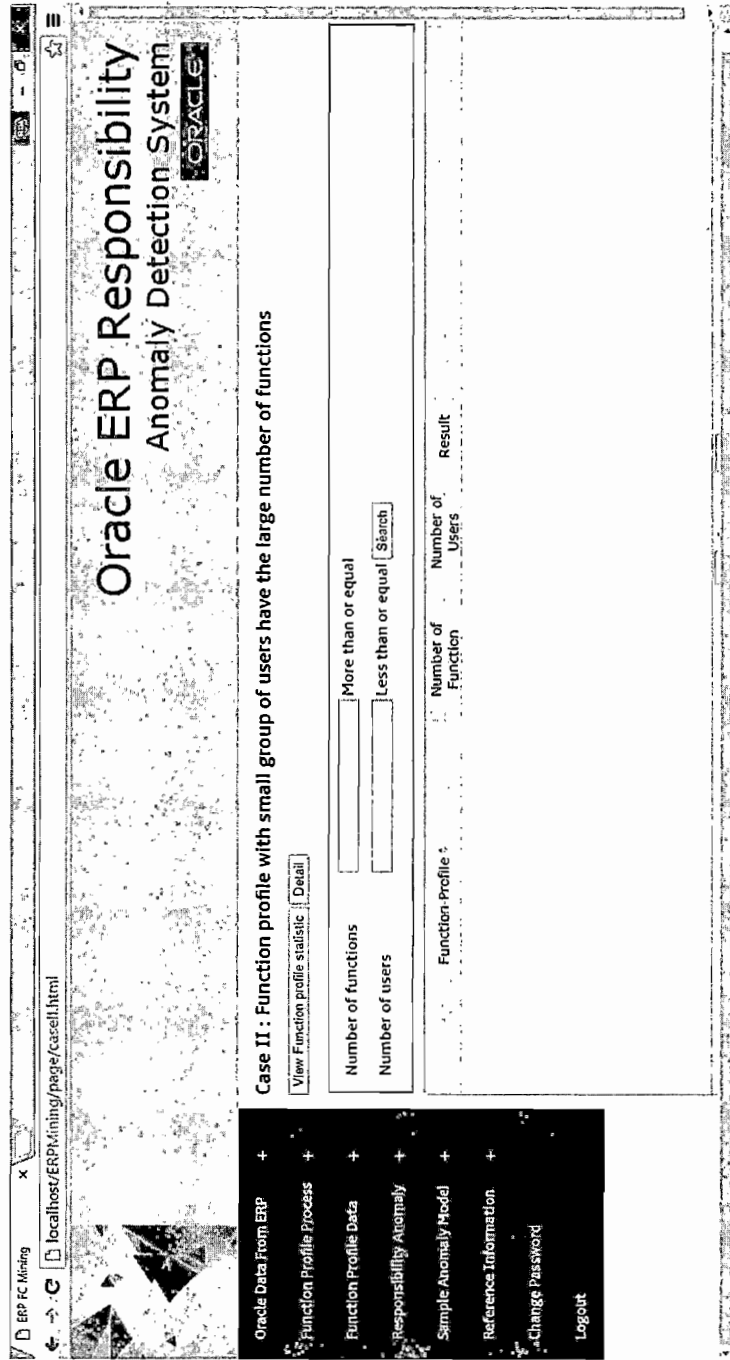 ERP FC Mining
localhost/ERPMining/page/caseII.html
Oracle ERP Responsibility
Anomaly Detection System
ORACLE
Oracle Data From ERP +
Function Profile Process +
Function Profile Data +
Responsibility Anomaly +
Sample Anomaly Model +
Reference Information +
Change Password
Logout
Case II : Function profile with small group of users have the large number of functions
View Function profile statistic Detail
Number of functions More than or equal
Number of users Less than or equal Search
Function-Profile Number of Function Number of Users Result